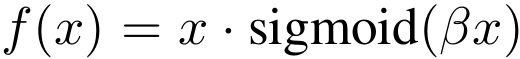 f(x) = x · sigmoid(βx)